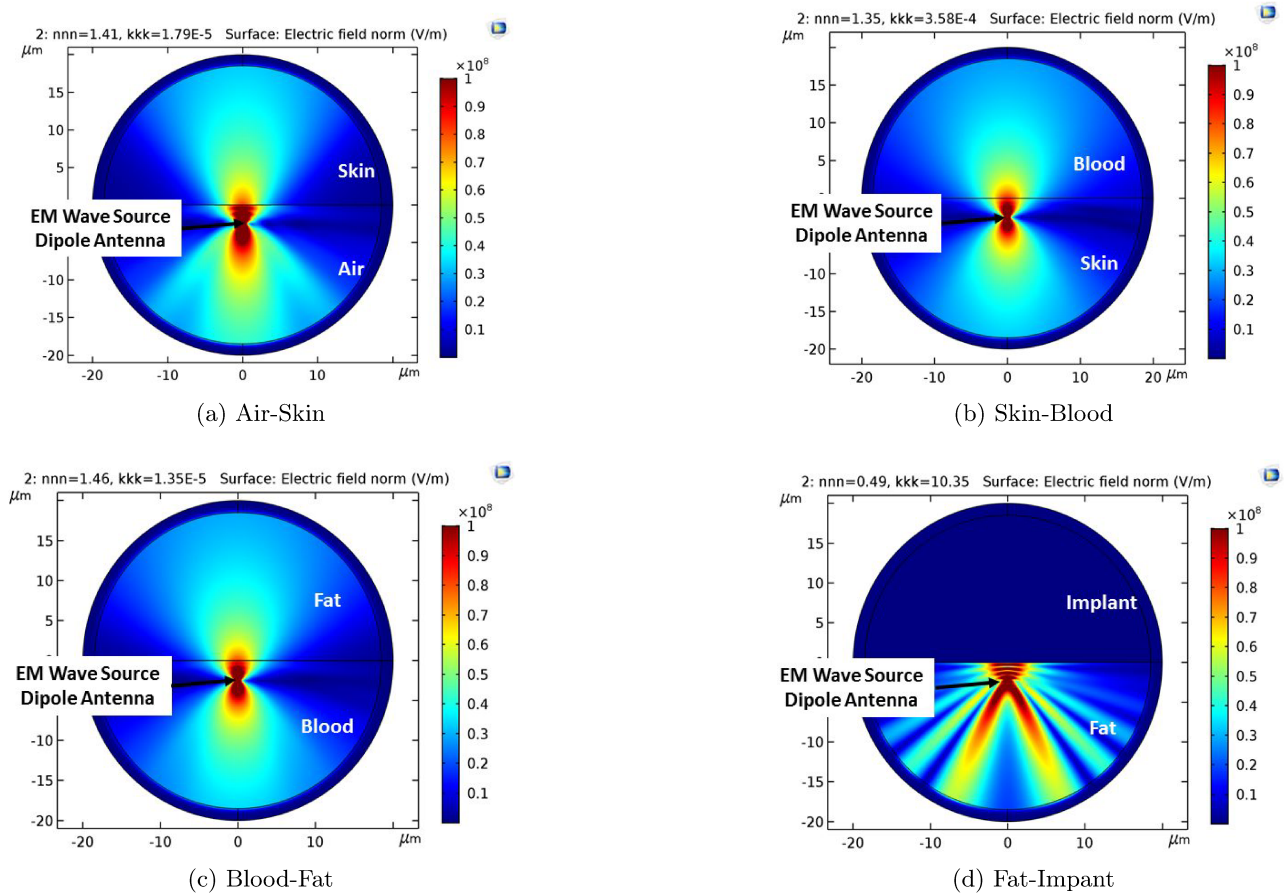 2: nnn=1.41, kkk=1.79E-5 Surface: Electric field norm (V/m)
μm
×10⁸
15
10
5
-10
-15
-20
-20
-10
0
10
μm
1
0.9
0.8
0.7
0.6
0.5
0.4
0.3
0.2
0.1
Skin
EM Wave Source
Dipole Antenna
Air
(a) Air-Skin
2: nnn=1.35, kkk=3.58E-4 Surface: Electric field norm (V/m)
μm
×10⁸
15
10
5
-10
-15
-20
-20
-10
0
10
20
μm
1
0.9
0.8
0.7
0.6
0.5
0.4
0.3
0.2
0.1
Blood
EM Wave Source
Dipole Antenna
Skin
(b) Skin-Blood
2: nnn=1.46, kkk=1.35E-5 Surface: Electric field norm (V/m)
μm
×10⁸
15
10
5
-10
-15
-20
-20
-10
0
10
μm
1
0.9
0.8
0.7
0.6
0.5
0.4
0.3
0.2
0.1
Fat
EM Wave Source
Dipole Antenna
Blood
(c) Blood-Fat
2: nnn=0.49, kkk=10.35 Surface: Electric field norm (V/m)
μm
×10⁸
15
10
5
-10
-15
-20
-20
-10
0
10
μm
1
0.9
0.8
0.7
0.6
0.5
0.4
0.3
0.2
0.1
Implant
EM Wave Source
Dipole Antenna
Fat
(d) Fat-Impant